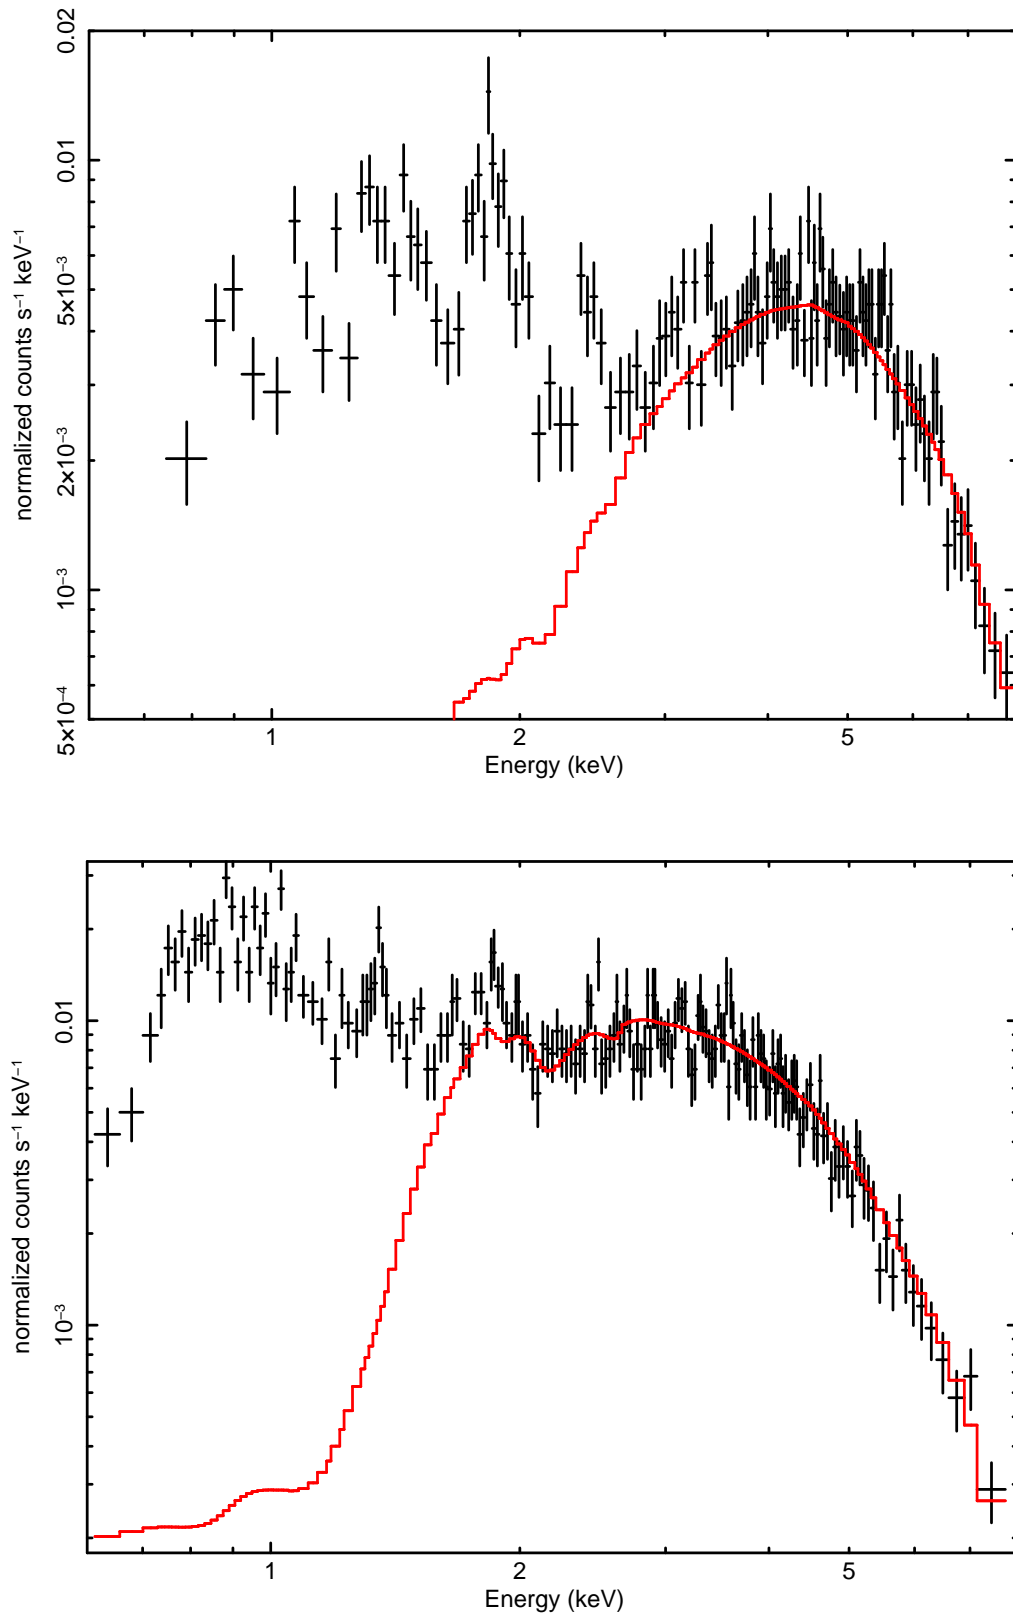 0.02
0.01
5×10⁻³
2×10⁻³
10⁻³
5×10⁻⁴
normalized counts s⁻¹ keV⁻¹
1 2 5
Energy (keV)
0.01
10⁻³
normalized counts s⁻¹ keV⁻¹
1 2 5
Energy (keV)